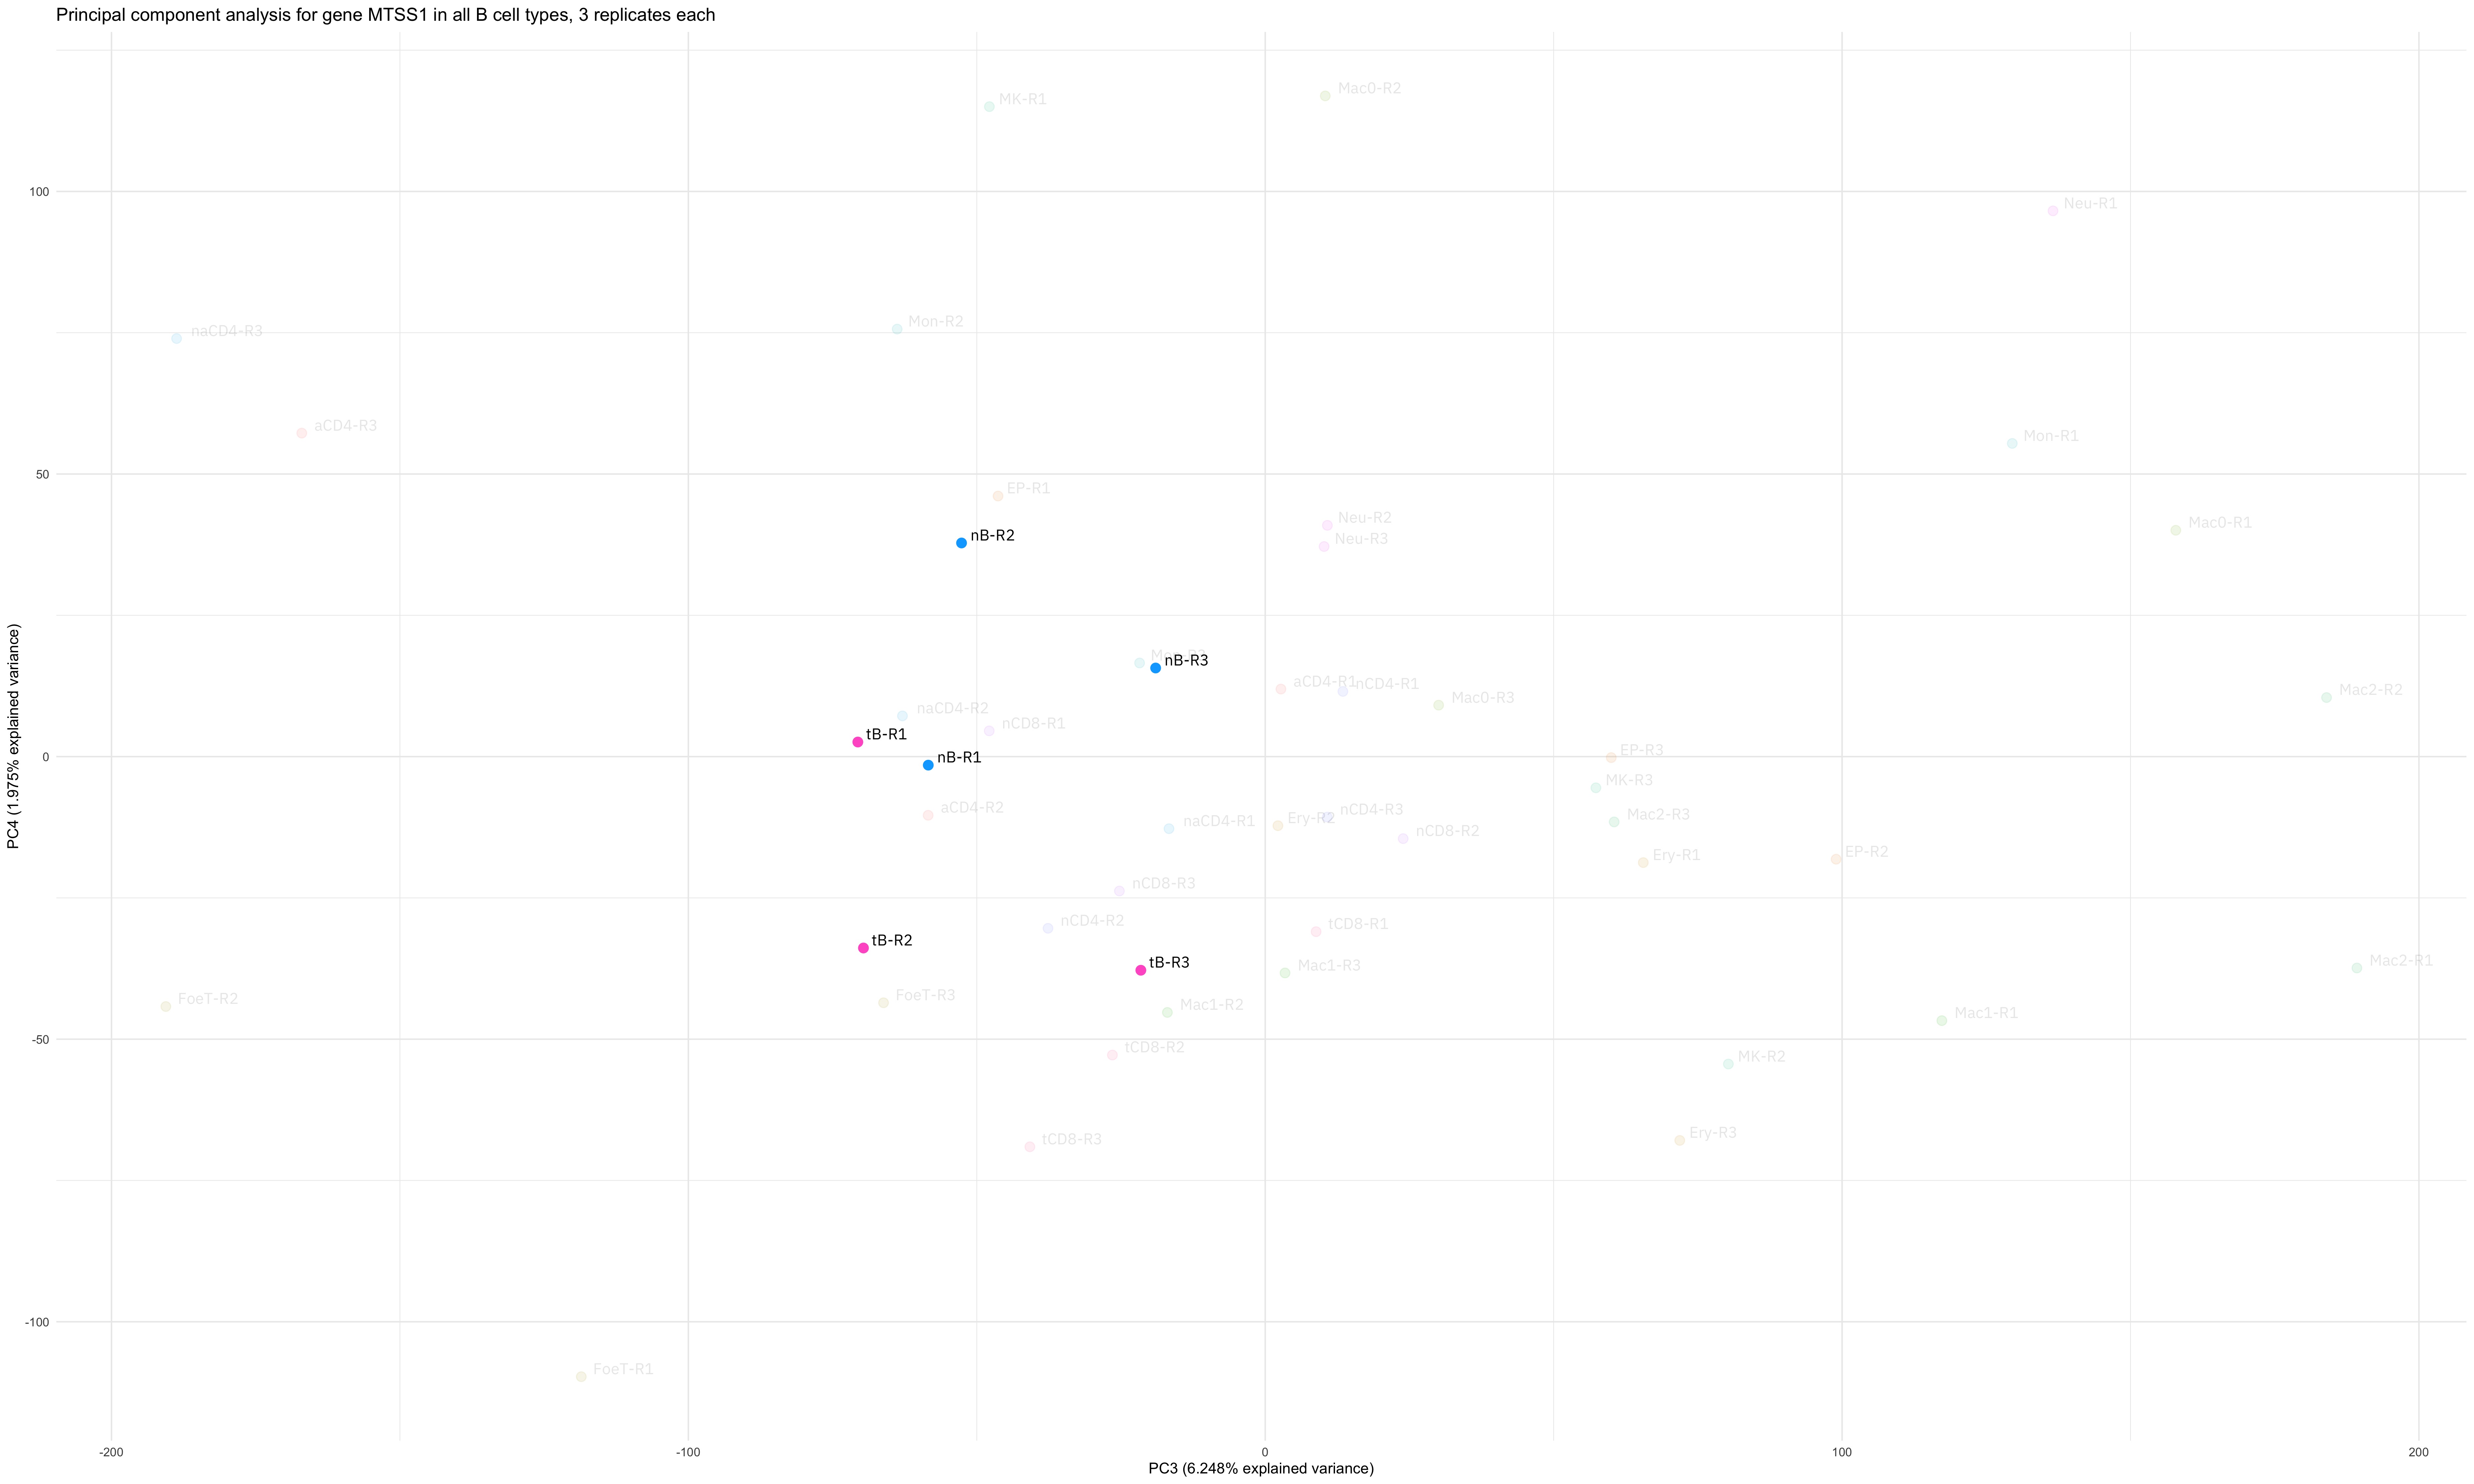 Principal component analysis for gene MTSS1 in all B cell types, 3 replicates each
Mac0-R2
MK-R1
100
Neu-R1
Mon-R2
naCD4-R3
aCD4-R3
Mon-R1
50
EP-R1
Neu-R2
Mac0-R1
nB-R2
Neu-R3
nB-R3
aCD4-R1
nCD4-R1
Mac2-R2
Mac0-R3
naCD4-R2
nCD8-R1
tB-R1
EP-R3
0
nB-R1
MK-R3
aCD4-R2
nCD4-R3
Mac2-R3
Ery-R2
naCD4-R1
nCD8-R2
EP-R2
Ery-R1
nCD8-R3
nCD4-R2
tCD8-R1
tB-R2
Mac2-R1
tB-R3
Mac1-R3
FoeT-R3
FoeT-R2
Mac1-R2
Mac1-R1
-50
tCD8-R2
MK-R2
Ery-R3
tCD8-R3
-100
FoeT-R1
-200
-100
0
100
200
PC3 (6.248% explained variance)
PC4 (1.975% explained variance)